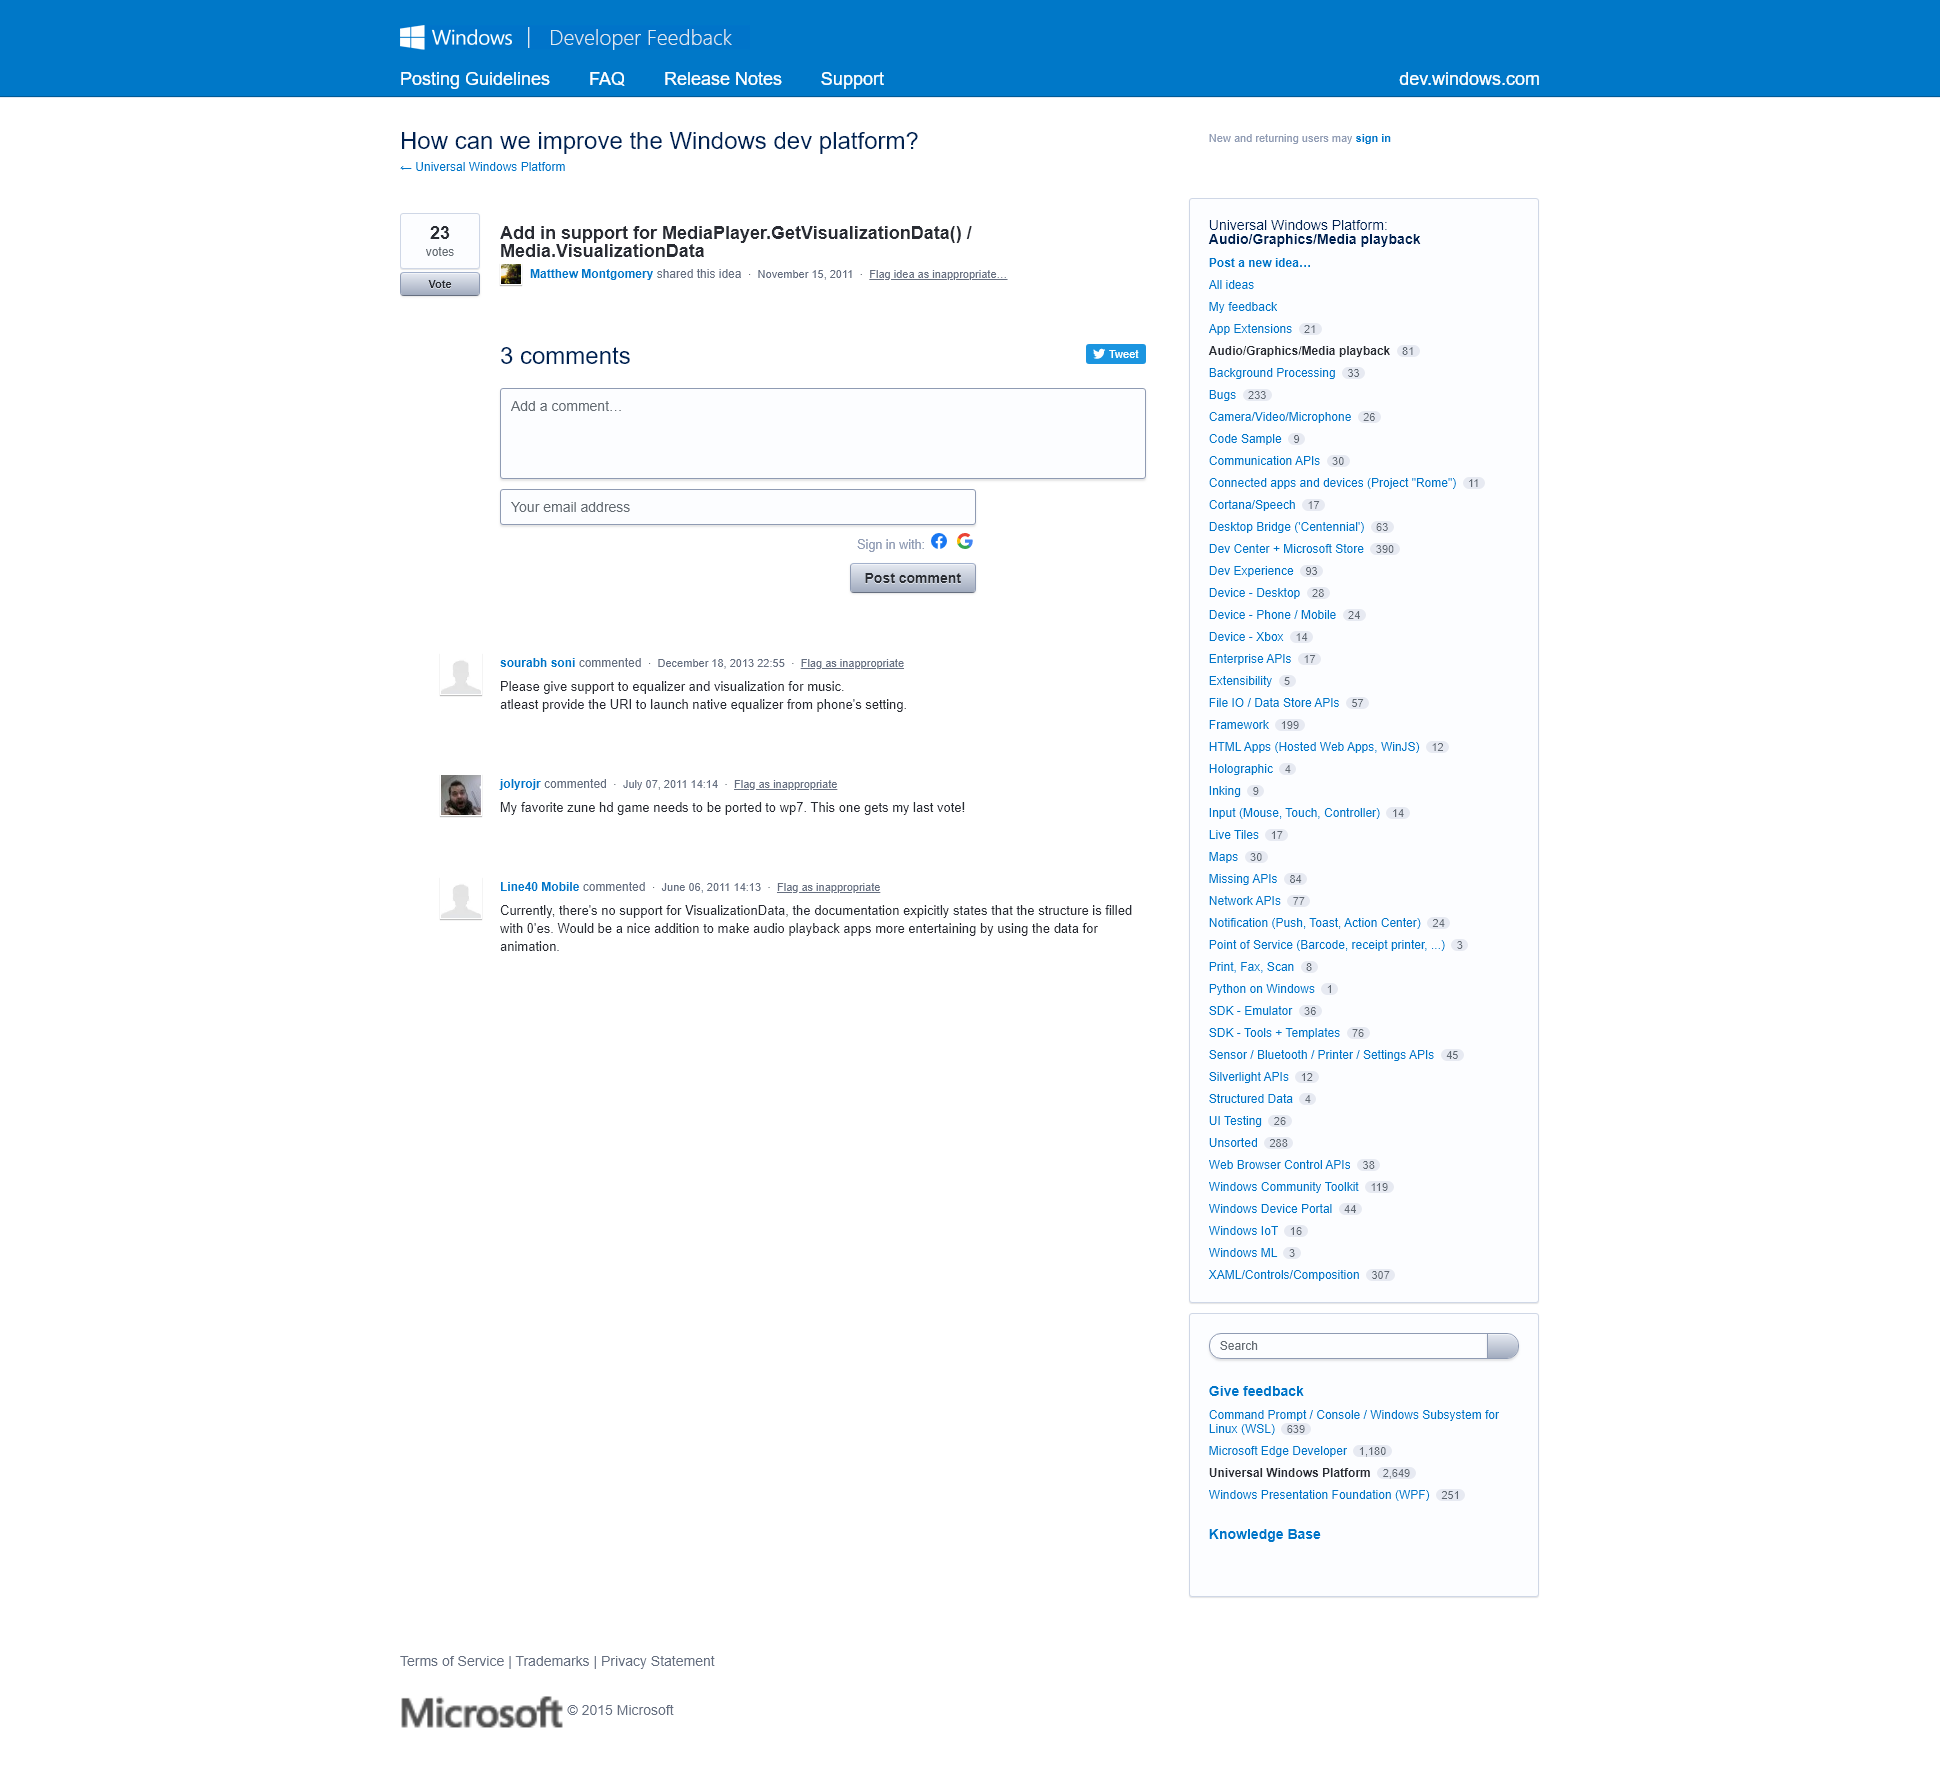 Windows | Developer Feedback
Posting Guidelines FAQ Release Notes Support dev.windows.com
How can we improve the Windows dev platform?
← Universal Windows Platform
New and returning users may sign in
23
votes
Vote
Add in support for MediaPlayer.GetVisualizationData() /
Media.VisualizationData
Matthew Montgomery shared this idea · November 15, 2011 · Flag idea as inappropriate…
3 comments
Tweet
Add a comment…
Your email address
Sign in with:
Post comment
sourabh soni commented · December 18, 2013 22:55 · Flag as inappropriate
Please give support to equalizer and visualization for music.
atleast provide the URI to launch native equalizer from phone's setting.
jolyrojr commented · July 07, 2011 14:14 · Flag as inappropriate
My favorite zune hd game needs to be ported to wp7. This one gets my last vote!
Line40 Mobile commented · June 06, 2011 14:13 · Flag as inappropriate
Currently, there's no support for VisualizationData, the documentation expicitly states that the structure is filled
with 0'es. Would be a nice addition to make audio playback apps more entertaining by using the data for
animation.
Universal Windows Platform:
Audio/Graphics/Media playback
Post a new idea…
All ideas
My feedback
App Extensions 21
Audio/Graphics/Media playback 81
Background Processing 33
Bugs 233
Camera/Video/Microphone 26
Code Sample 9
Communication APIs 30
Connected apps and devices (Project "Rome") 11
Cortana/Speech 17
Desktop Bridge ('Centennial') 63
Dev Center + Microsoft Store 390
Dev Experience 93
Device - Desktop 28
Device - Phone / Mobile 24
Device - Xbox 14
Enterprise APIs 17
Extensibility 5
File IO / Data Store APIs 57
Framework 199
HTML Apps (Hosted Web Apps, WinJS) 12
Holographic 4
Inking 9
Input (Mouse, Touch, Controller) 14
Live Tiles 17
Maps 30
Missing APIs 84
Network APIs 77
Notification (Push, Toast, Action Center) 24
Point of Service (Barcode, receipt printer, ...) 3
Print, Fax, Scan 8
Python on Windows 1
SDK - Emulator 36
SDK - Tools + Templates 76
Sensor / Bluetooth / Printer / Settings APIs 45
Silverlight APIs 12
Structured Data 4
UI Testing 26
Unsorted 288
Web Browser Control APIs 38
Windows Community Toolkit 119
Windows Device Portal 44
Windows IoT 16
Windows ML 3
XAML/Controls/Composition 307
Search
Give feedback
Command Prompt / Console / Windows Subsystem for
Linux (WSL) 639
Microsoft Edge Developer 1,180
Universal Windows Platform 2,649
Windows Presentation Foundation (WPF) 251
Knowledge Base
Terms of Service | Trademarks | Privacy Statement
Microsoft © 2015 Microsoft